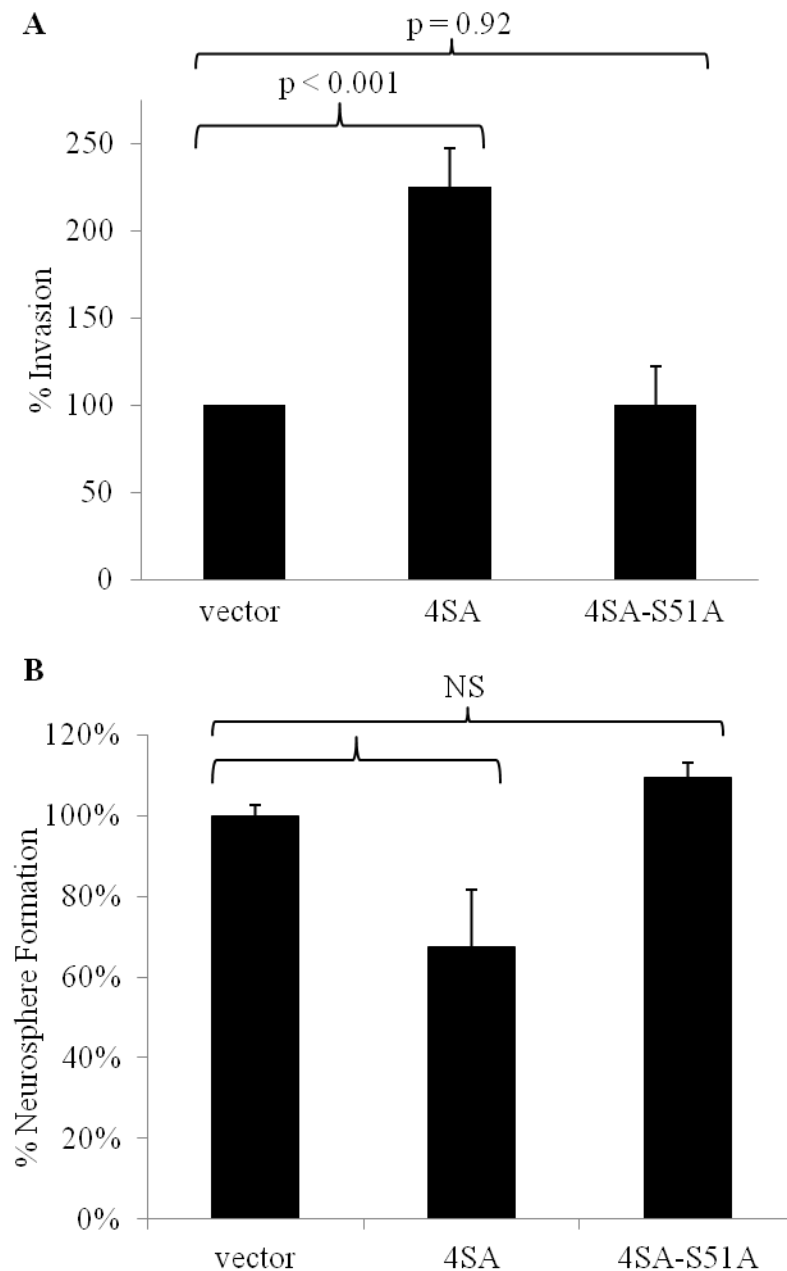 A
p = 0.92
p < 0.001
250
200
150
100
50
0
% Invasion
vector 4SA 4SA-S51A
B
NS
120%
100%
80%
60%
40%
20%
0%
% Neurosphere Formation
vector 4SA 4SA-S51A